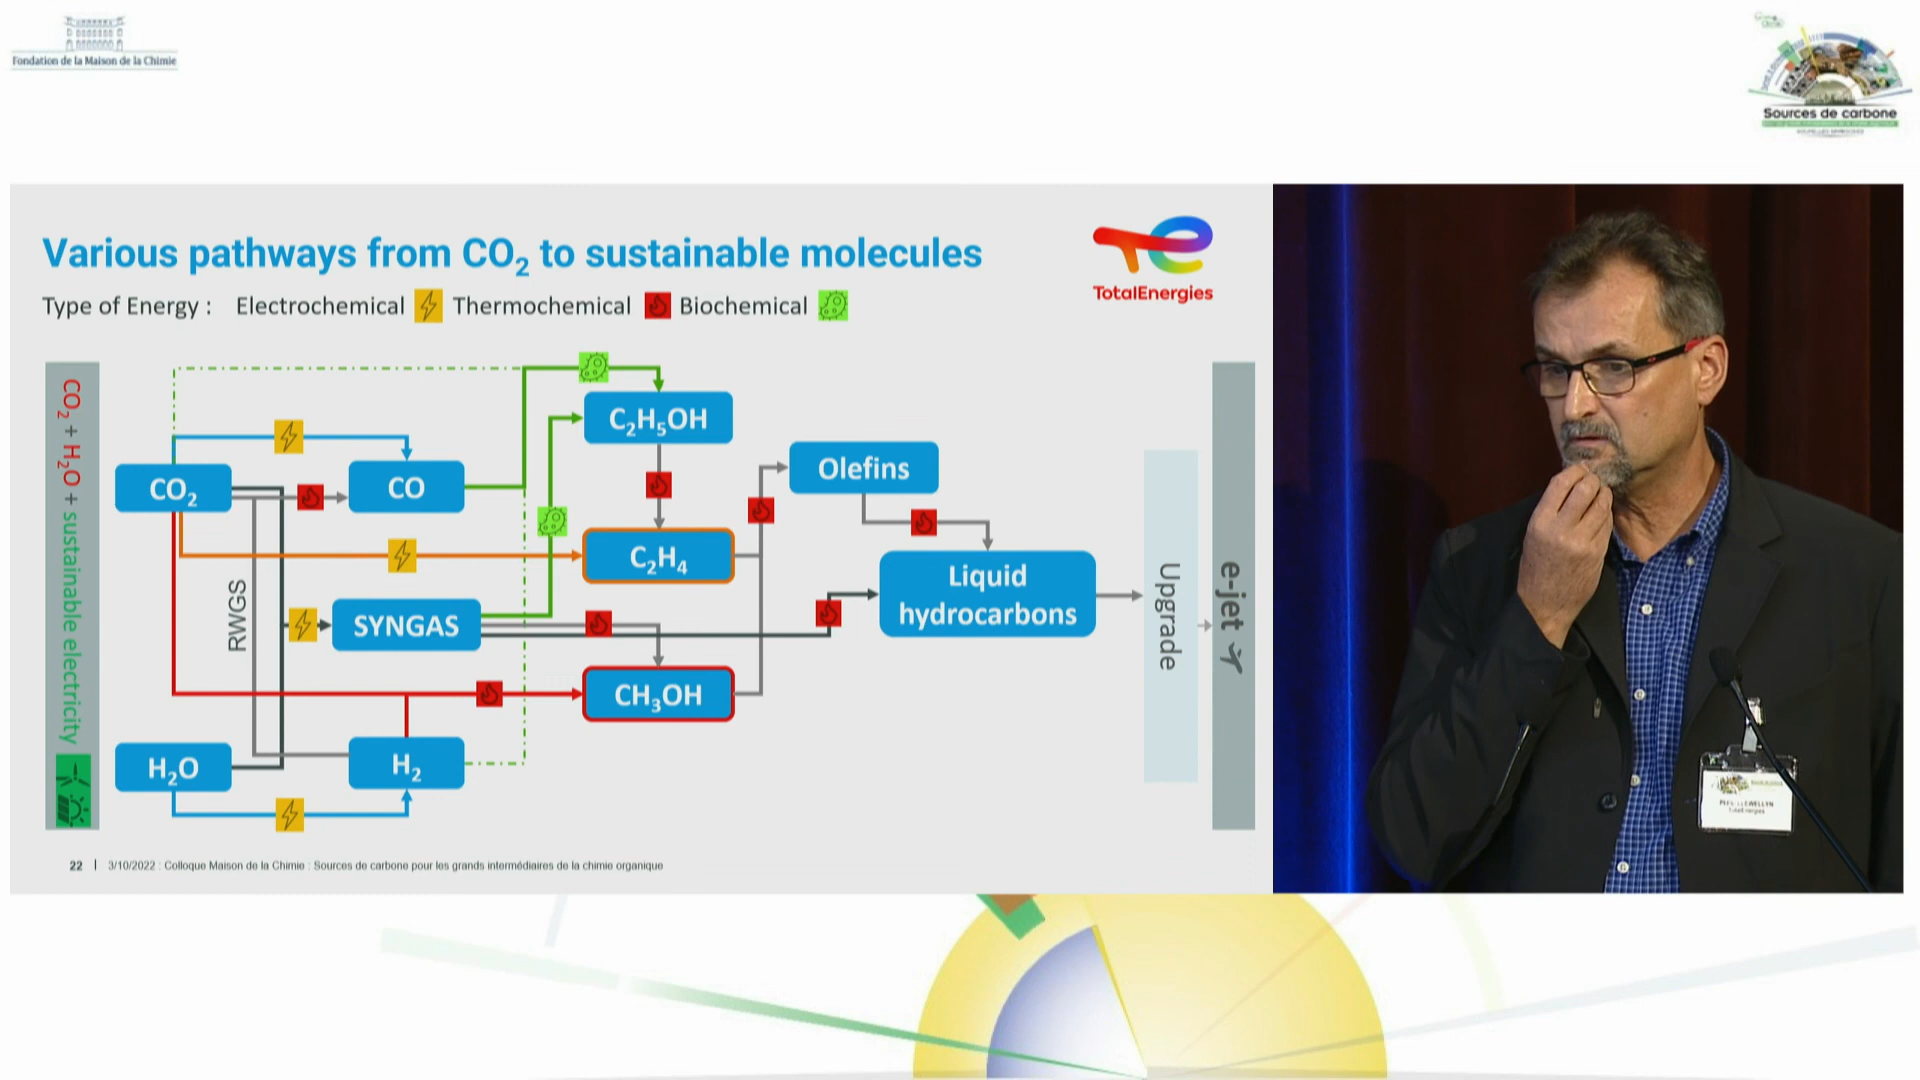 Fondation de la Maison de la Chimie
Sources de carbone
Various pathways from CO₂ to sustainable molecules
TotalEnergies
Type of Energy : Electrochemical Thermochemical Biochemical
CO₂ + H₂O + sustainable electricity
CO₂
CO
C₂H₅OH
Olefins
C₂H₄
RWGS
SYNGAS
Liquid
hydrocarbons
CH₃OH
H₂O
H₂
Upgrade
e-jet
22 | 3/10/2022 : Colloque Maison de la Chimie : Sources de carbone pour les grands intermédiaires de la chimie organique
LLEWELLYN
TotalEnergies